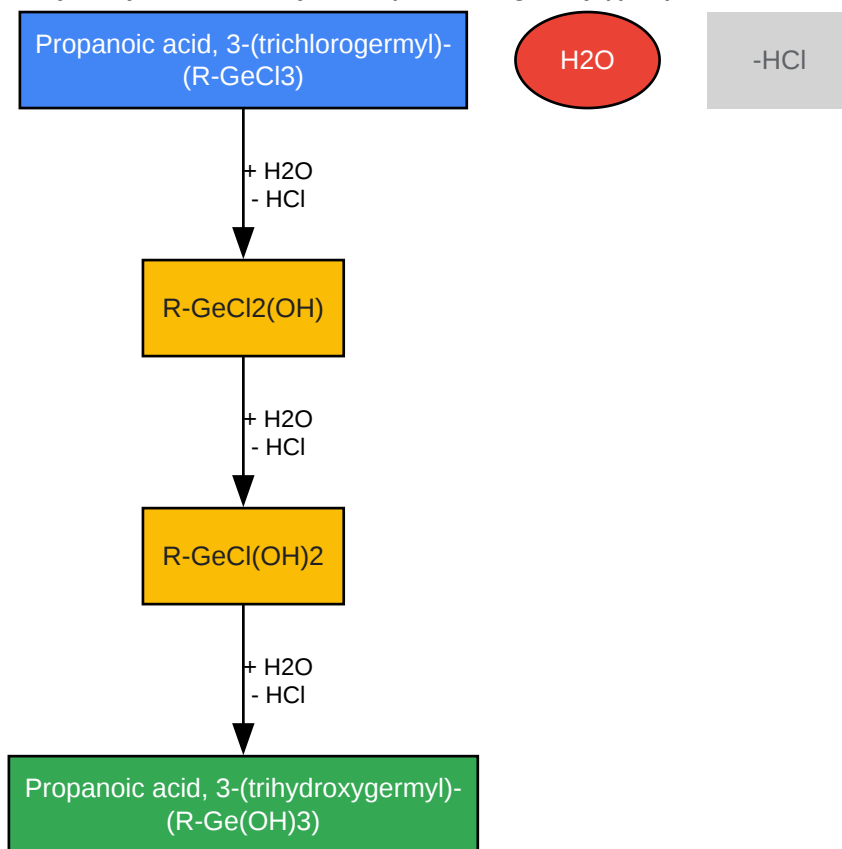 Propanoic acid, 3-(trichlorogermyl)-
(R-GeCl3)
H2O
-HCl
+ H2O
- HCl
R-GeCl2(OH)
+ H2O
- HCl
R-GeCl(OH)2
+ H2O
- HCl
Propanoic acid, 3-(trihydroxygermyl)-
(R-Ge(OH)3)